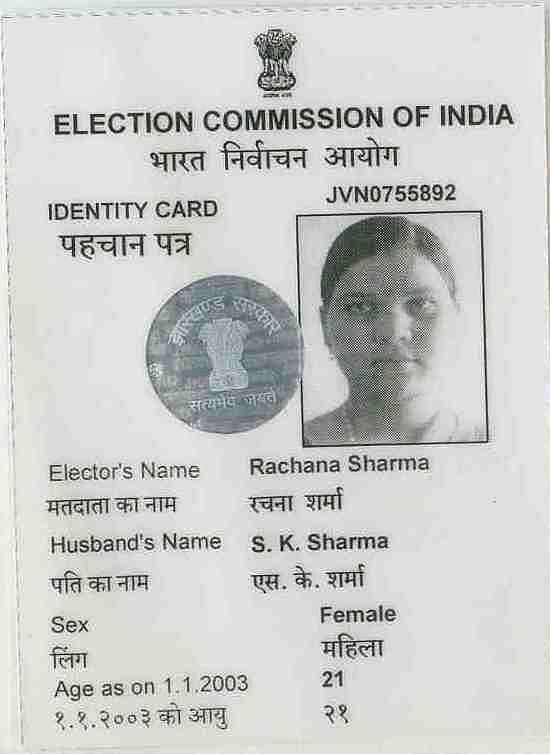 ELECTION COMMISSION OF INDIA
भारत निर्वाचन आयोग
JVN0755892
IDENTITY CARD
पहचान पत्र
झारखण्ड सरकार
सत्यमेव जयते
Elector's Name Rachana Sharma
मतदाता का नाम रचना शर्मा
Husband's Name S. K. Sharma
पति का नाम एस. के. शर्मा
Sex Female
लिंग महिला
Age as on 1.1.2003 21
१.१.२००३ को आयु २१